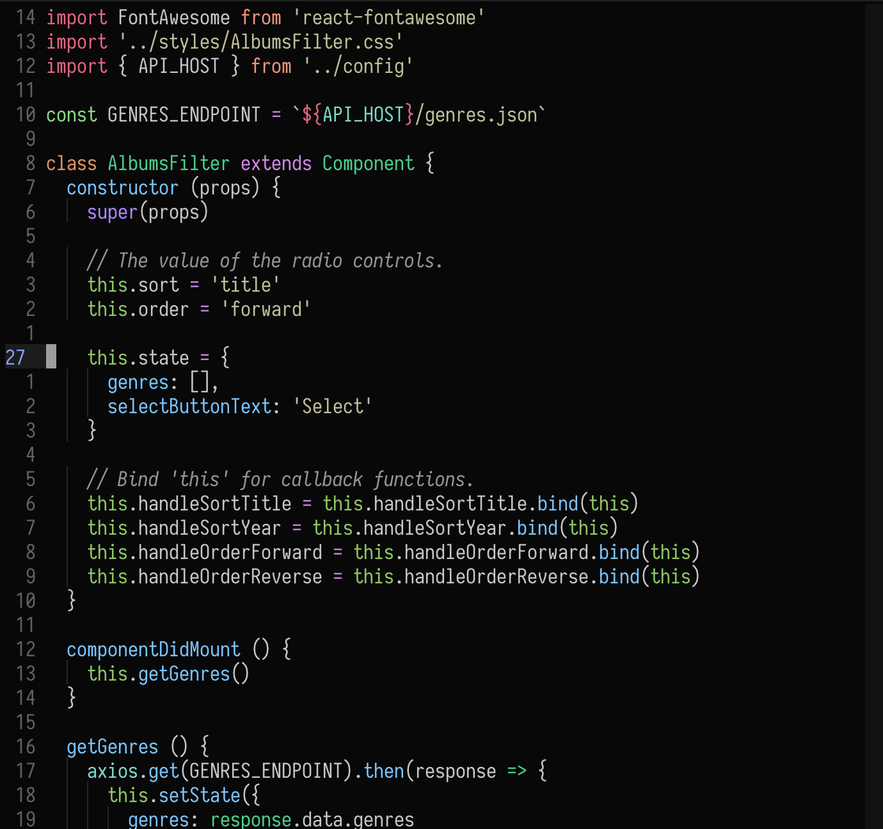 14 import FontAwesome from 'react-fontawesome'
13 import '../styles/AlbumsFilter.css'
12 import { API_HOST } from '../config'
11
10 const GENRES_ENDPOINT = `${API_HOST}/genres.json`
9
8 class AlbumsFilter extends Component {
7   constructor (props) {
6     super(props)
5
4     // The value of the radio controls.
3     this.sort = 'title'
2     this.order = 'forward'
1
27     this.state = {
1       genres: [],
2       selectButtonText: 'Select'
3     }
4
5     // Bind 'this' for callback functions.
6     this.handleSortTitle = this.handleSortTitle.bind(this)
7     this.handleSortYear = this.handleSortYear.bind(this)
8     this.handleOrderForward = this.handleOrderForward.bind(this)
9     this.handleOrderReverse = this.handleOrderReverse.bind(this)
10   }
11
12   componentDidMount () {
13     this.getGenres()
14   }
15
16   getGenres () {
17     axios.get(GENRES_ENDPOINT).then(response => {
18       this.setState({
19         genres: response.data.genres